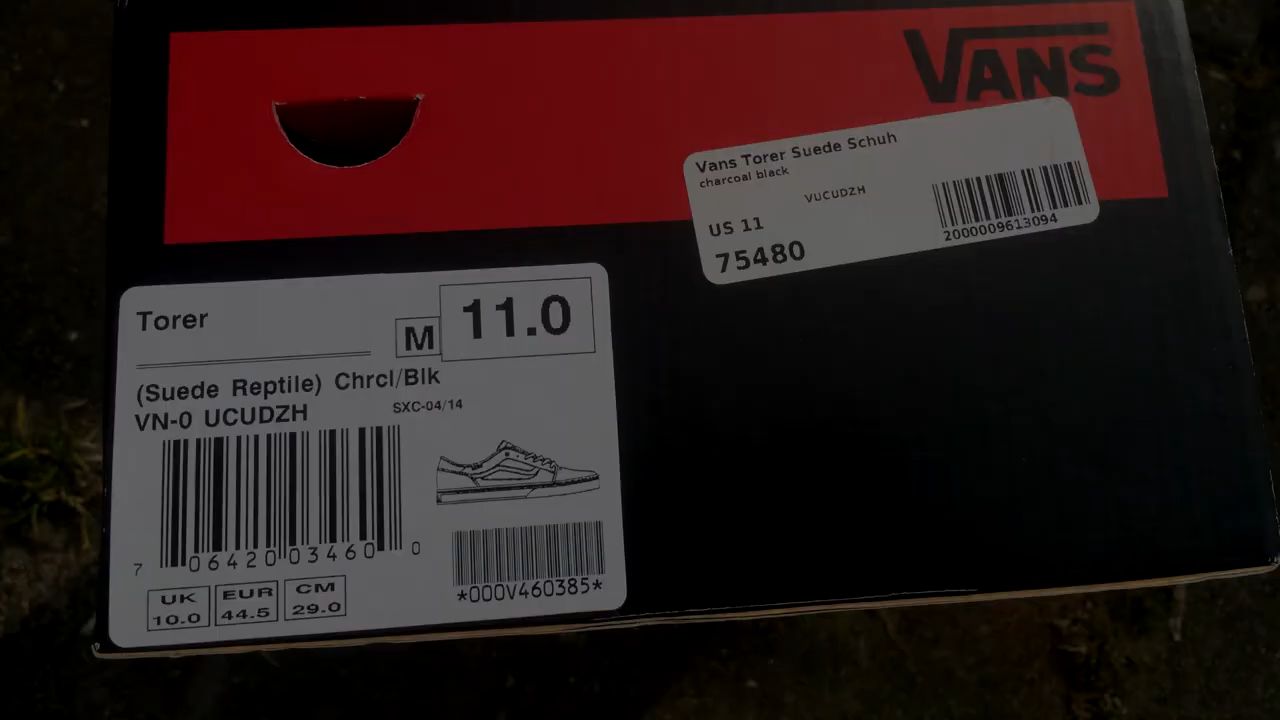 VANS
Vans Torer Suede Schuh
charcoal black
VUCUDZH
US 11
75480
2000009613094
Torer
M 11.0
(Suede Reptile) Chrcl/Blk
VN-0 UCUDZH
SXC-04/14
7 06420 03460 0
*000V460385*
UK EUR CM
10.0 44.5 29.0